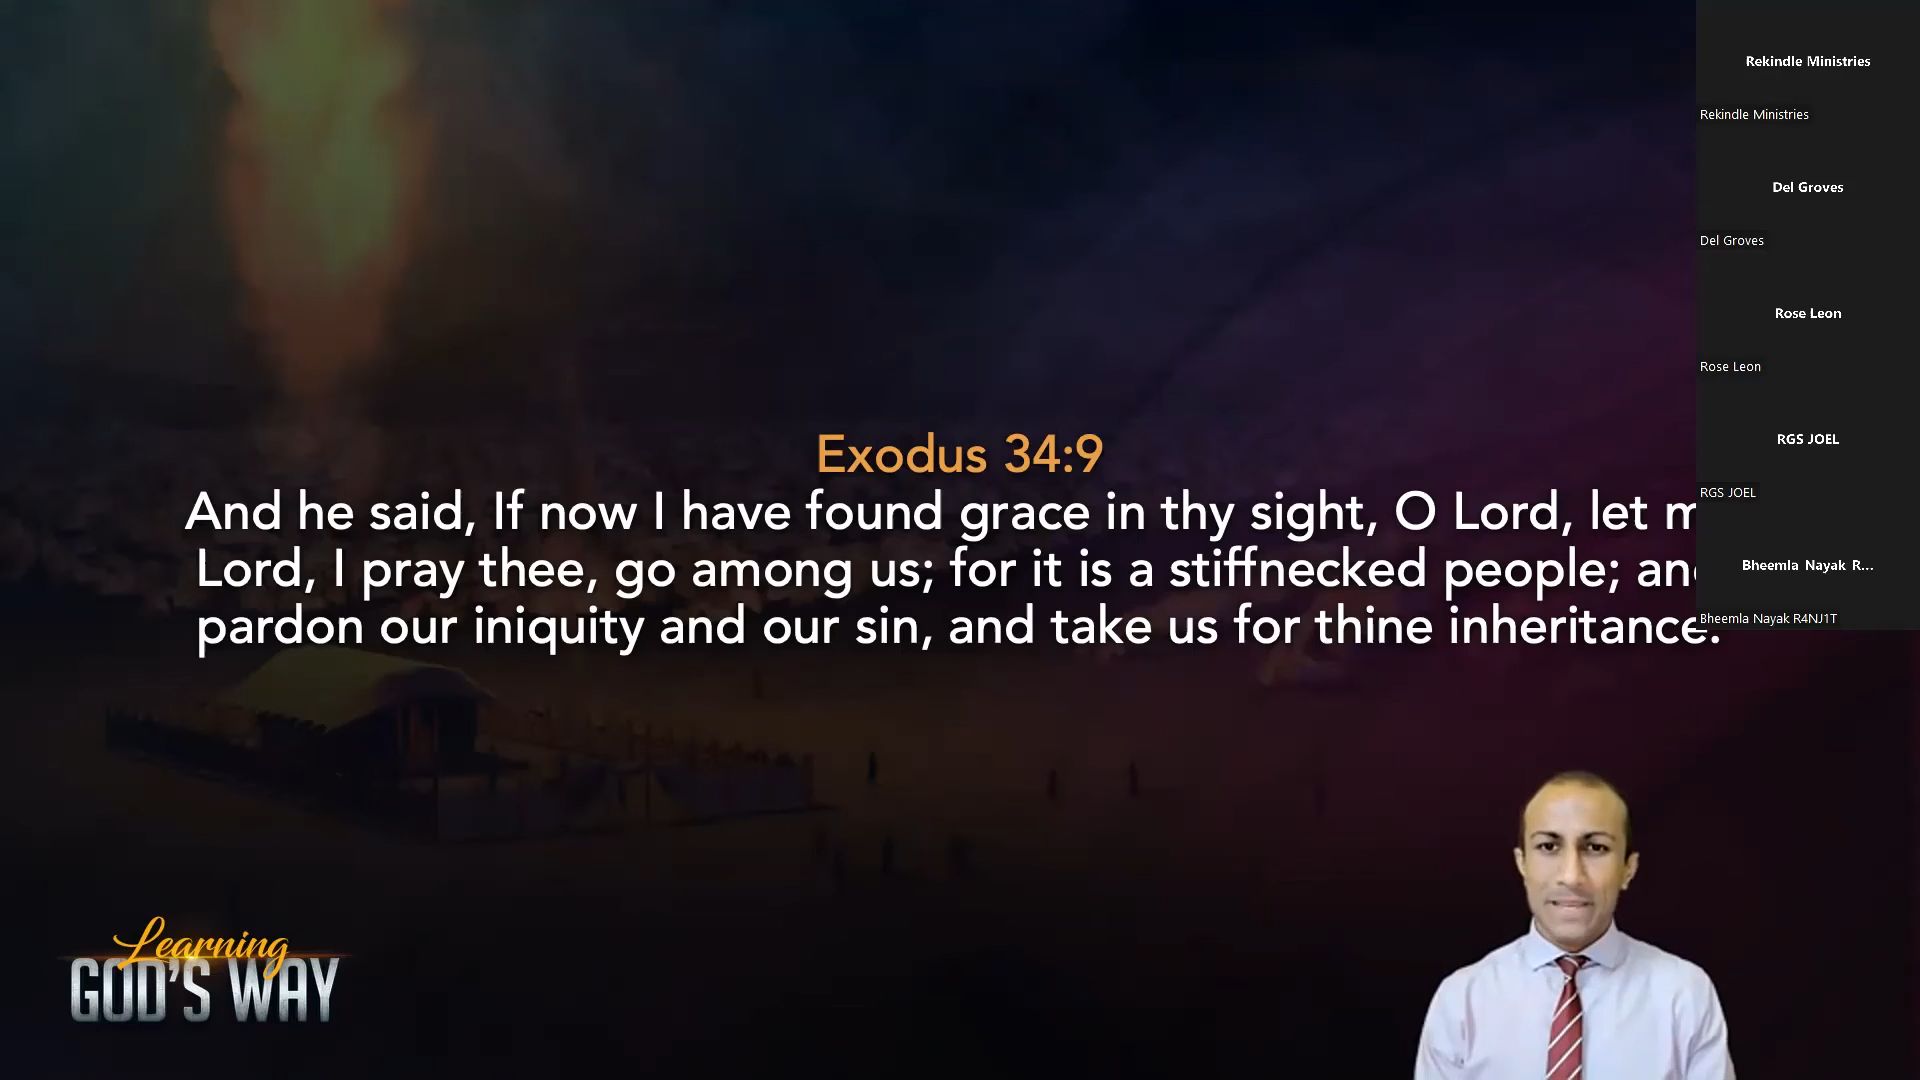 Exodus 34:9
And he said, If now I have found grace in thy sight, O Lord, let
Lord, I pray thee, go among us; for it is a stiffnecked people;
pardon our iniquity and our sin, and take us for thine inheritance.
Learning
GOD'S WAY
Rekindle Ministries
Rekindle Ministries
Del Groves
Del Groves
Rose Leon
Rose Leon
RGS JOEL
RGS JOEL
Bheemla Nayak R...
Bheemla Nayak R4NJ1T